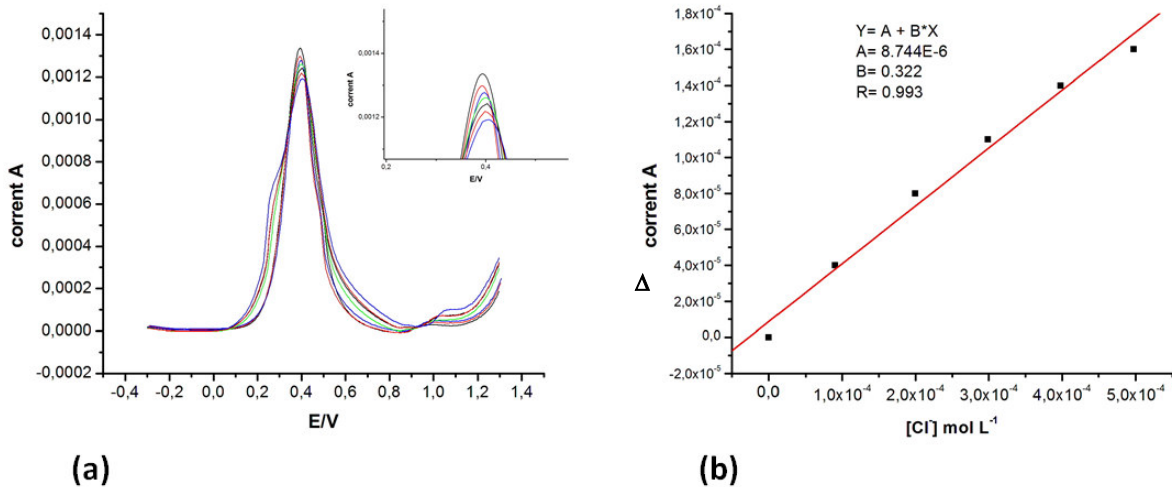 0,0014
0,0012
0,0010
0,0008
0,0006
0,0004
0,0002
0,0000
-0,0002
corrent A
-0,4 -0,2 0,0 0,2 0,4 0,6 0,8 1,0 1,2 1,4
E/V
0,0014
0,0012
corrent A
0,2 0,4
E/V
(a)
1,8x10⁻⁴
1,6x10⁻⁴
1,4x10⁻⁴
1,2x10⁻⁴
1,0x10⁻⁴
8,0x10⁻⁵
6,0x10⁻⁵
4,0x10⁻⁵
2,0x10⁻⁵
0,0
-2,0x10⁻⁵
Δ corrent A
Y= A + B*X
A= 8.744E-6
B= 0.322
R= 0.993
0,0 1,0x10⁻⁴ 2,0x10⁻⁴ 3,0x10⁻⁴ 4,0x10⁻⁴ 5,0x10⁻⁴
[Cl⁻] mol L⁻¹
(b)